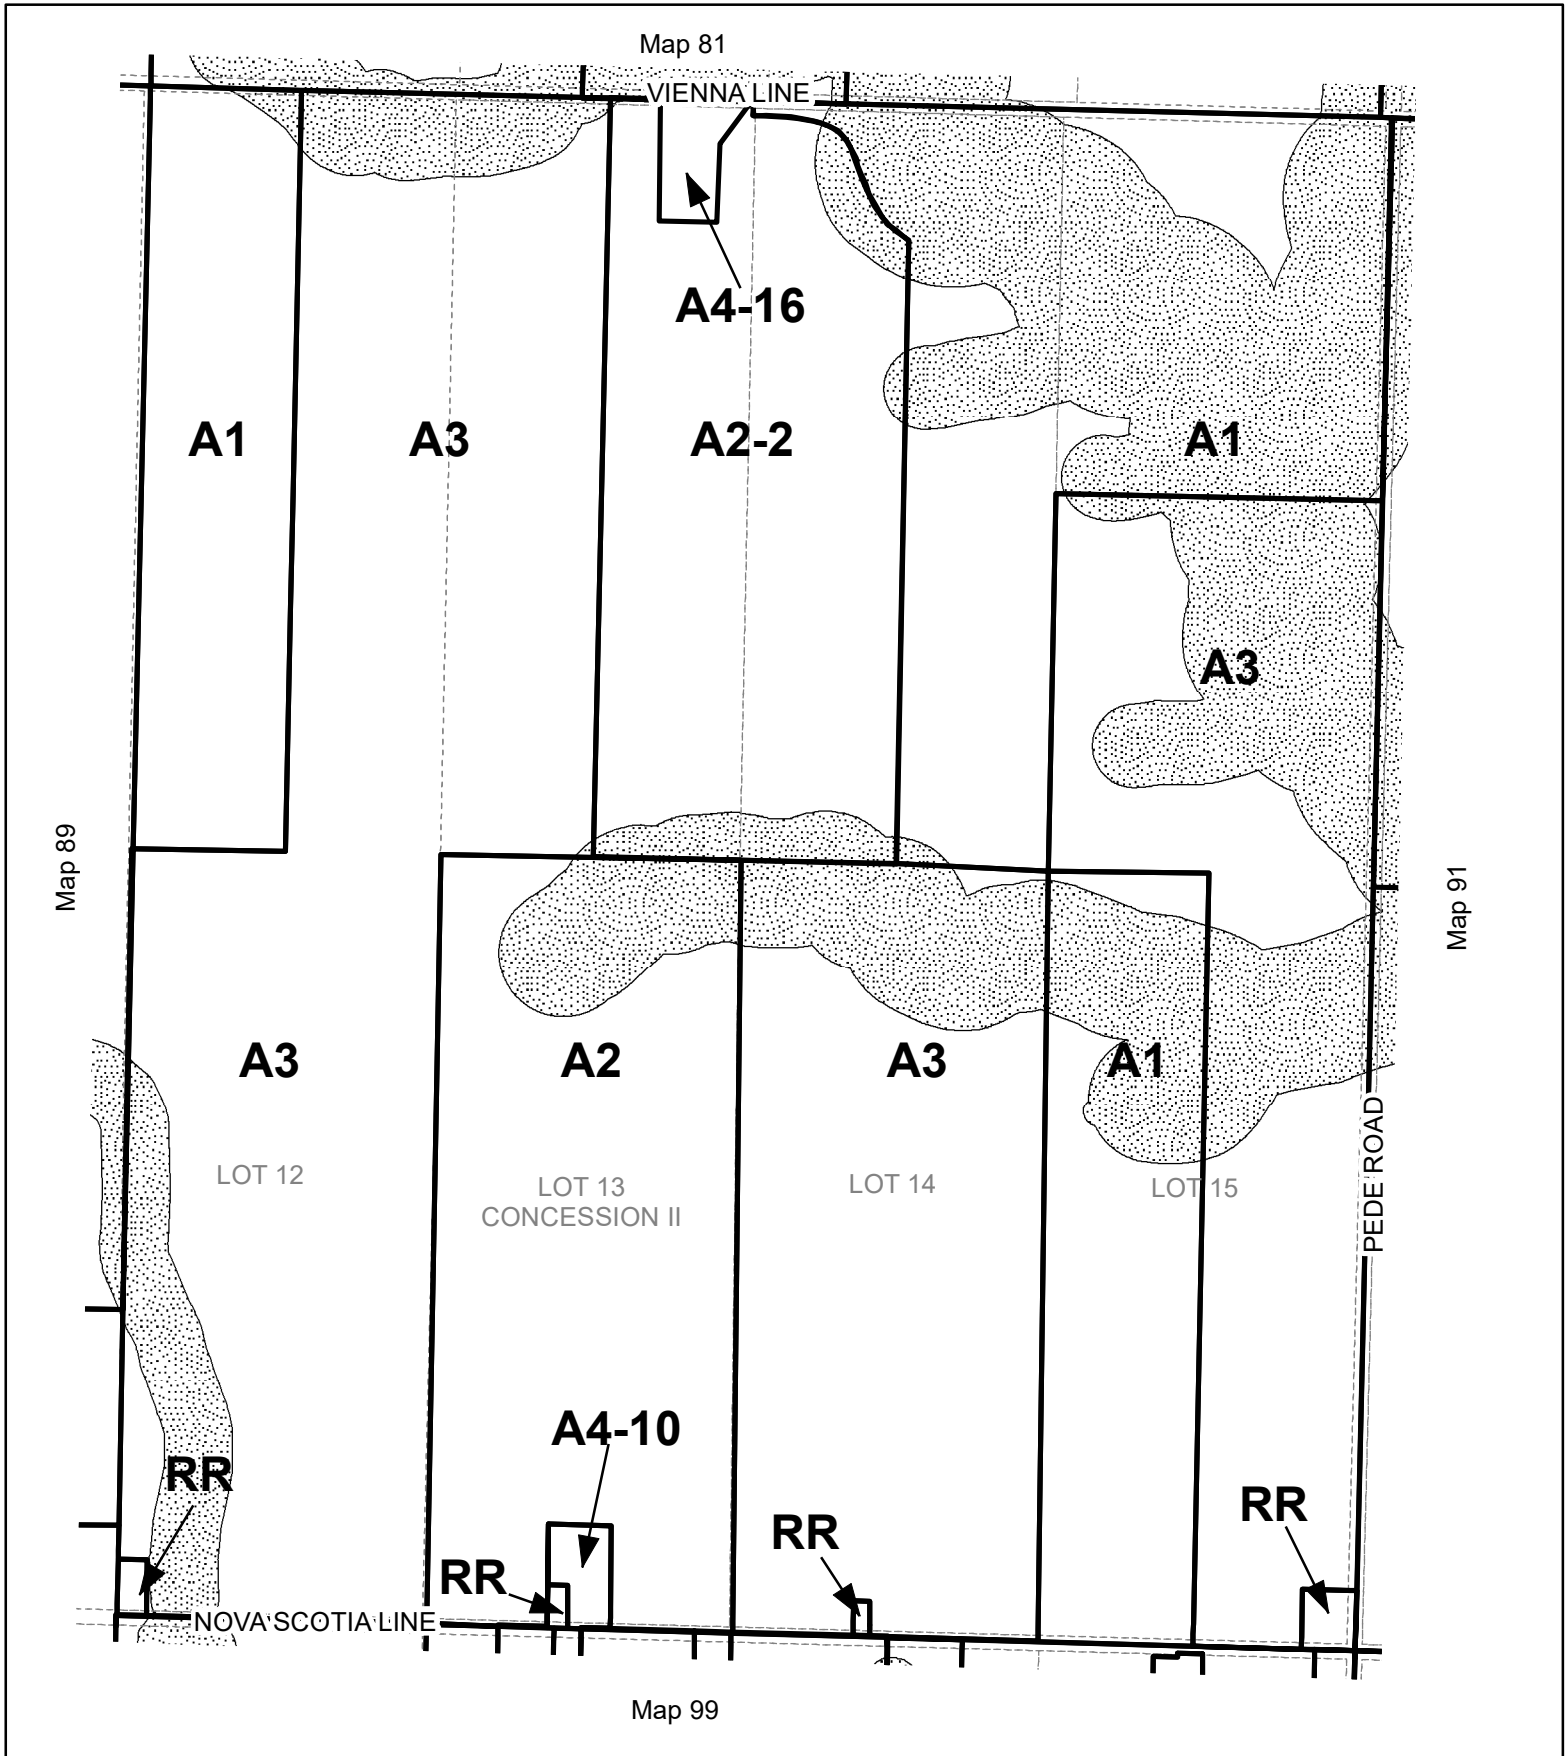 Map 81
VIENNA LINE
A4-16
A1
A3
A2-2
A1
A3
Map 89
Map 91
A3
A2
A3
A1
LOT 12
LOT 13
CONCESSION II
LOT 14
LOT 15
PEDE ROAD
A4-10
RR
RR
RR
RR
NOVA SCOTIA LINE
Map 99